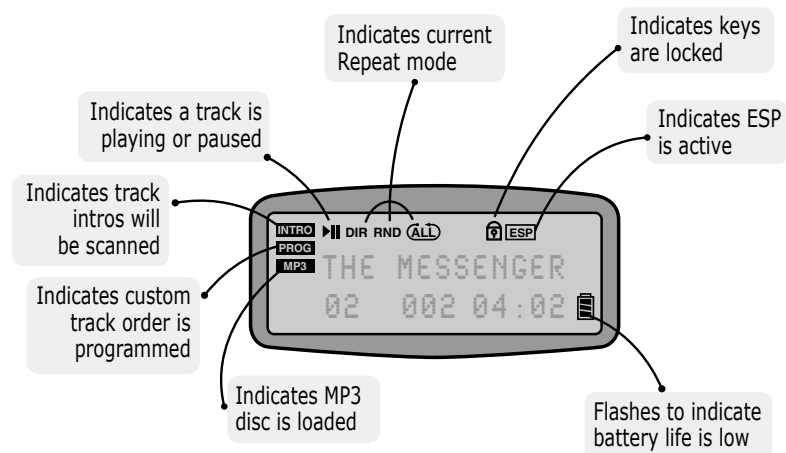 Indicates current
Repeat mode
Indicates keys
are locked
Indicates a track is
playing or paused
Indicates ESP
is active
Indicates track
intros will
be scanned
INTRO DIR RND ALL ESP
PROG
MP3 THE MESSENGER
02 002 04:02
Indicates custom
track order is
programmed
Indicates MP3
disc is loaded
Flashes to indicate
battery life is low